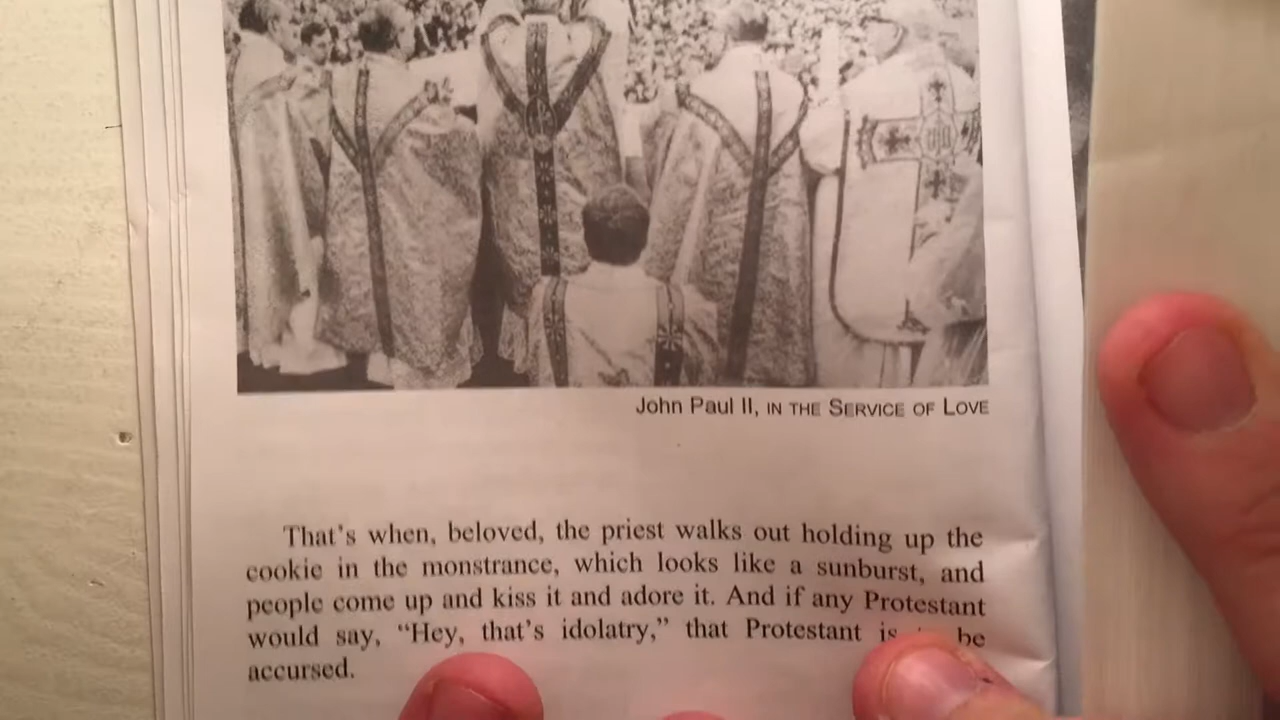 John Paul II, IN THE SERVICE OF LOVE
That's when, beloved, the priest walks out holding up the
cookie in the monstrance, which looks like a sunburst, and
people come up and kiss it and adore it. And if any Protestant
would say, “Hey, that's idolatry,” that Protestant is be
accursed.